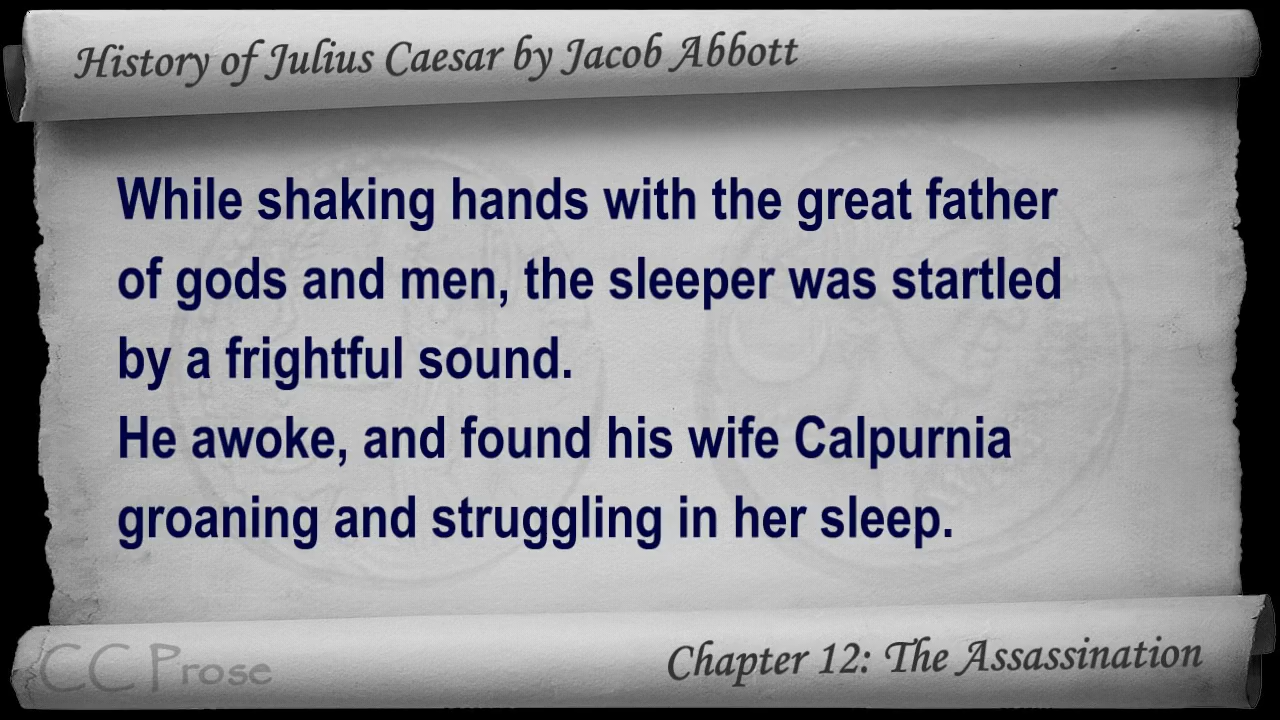 History of Julius Caesar by Jacob Abbott
While shaking hands with the great father
of gods and men, the sleeper was startled
by a frightful sound.
He awoke, and found his wife Calpurnia
groaning and struggling in her sleep.
CC Prose
Chapter 12: The Assassination